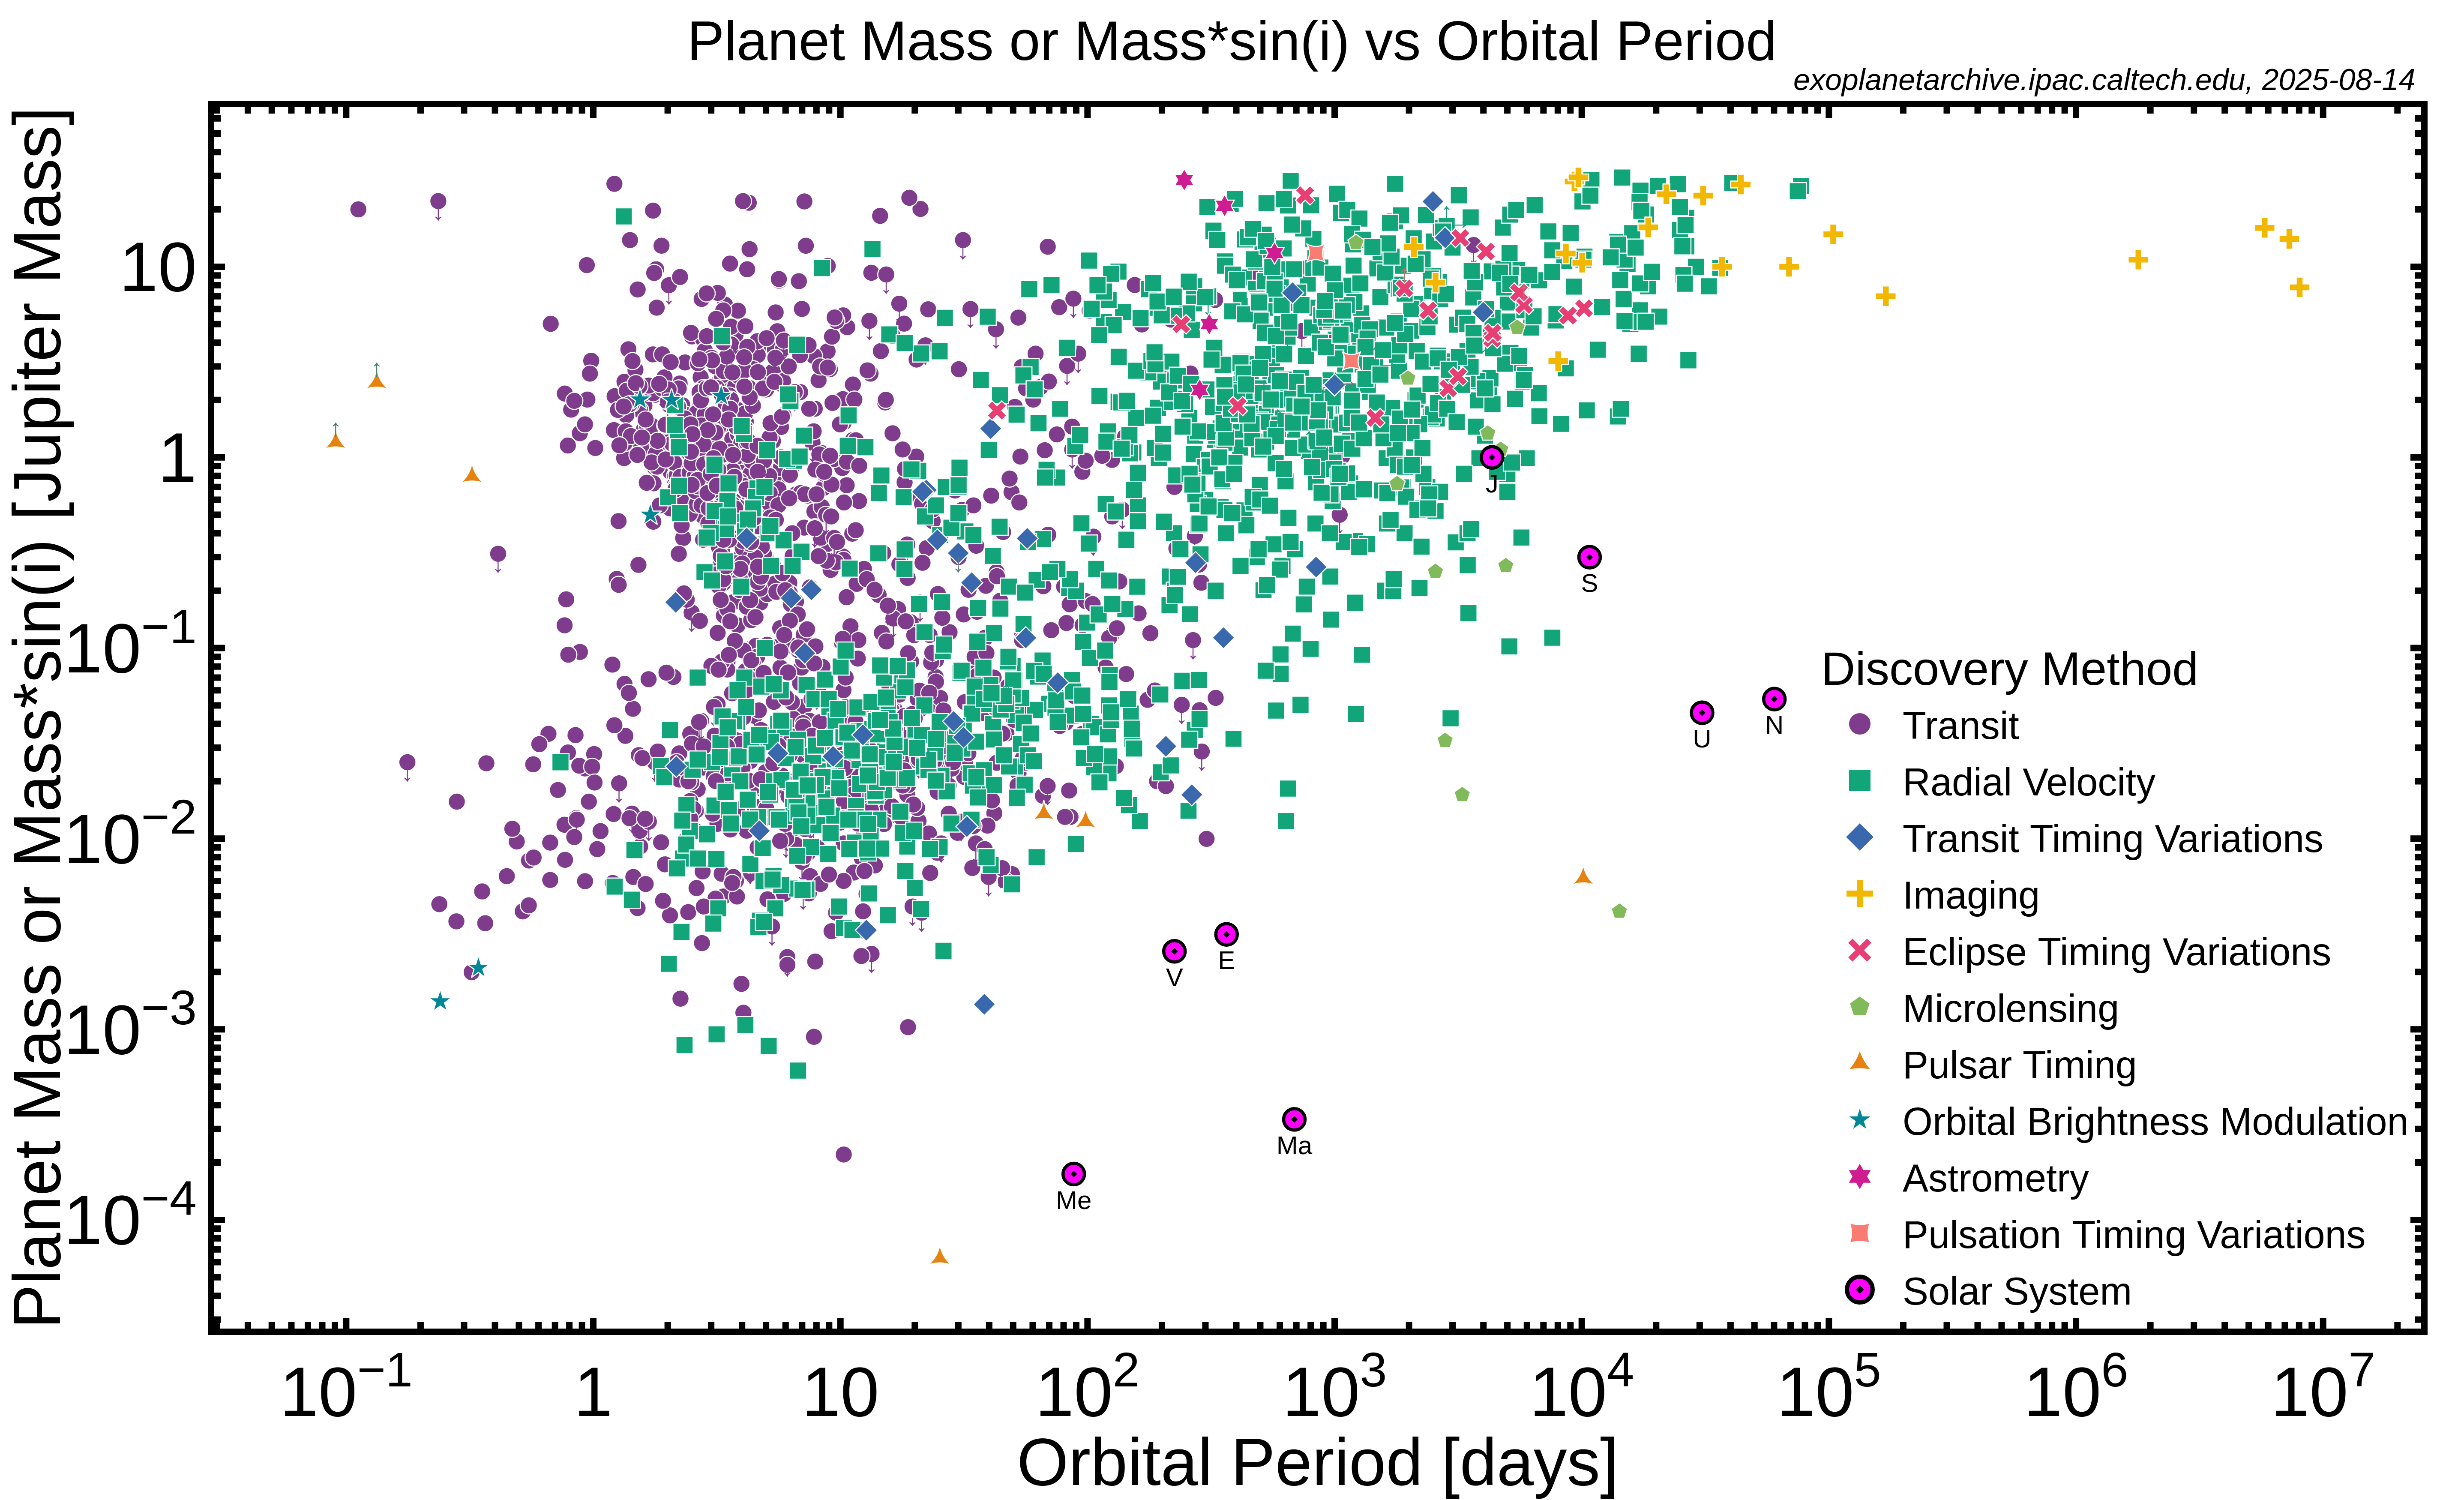 Planet Mass or Mass*sin(i) vs Orbital Period
exoplanetarchive.ipac.caltech.edu, 2025-08-14
Planet Mass or Mass*sin(i) [Jupiter Mass]
10
1
10⁻¹
10⁻²
10⁻³
10⁻⁴
J
S
U
N
V
E
Ma
Me
Discovery Method
Transit
Radial Velocity
Transit Timing Variations
Imaging
Eclipse Timing Variations
Microlensing
Pulsar Timing
Orbital Brightness Modulation
Astrometry
Pulsation Timing Variations
Solar System
10⁻¹ 1 10 10² 10³ 10⁴ 10⁵ 10⁶ 10⁷
Orbital Period [days]